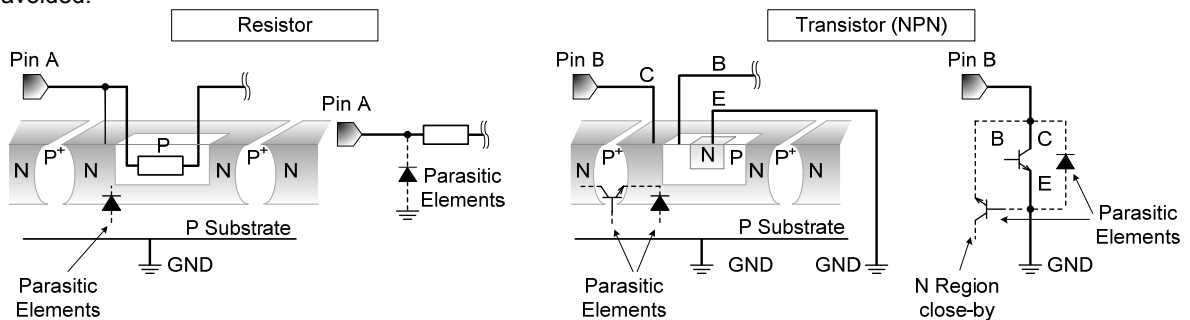 avoided.
Resistor
Transistor (NPN)
Pin A
Pin A
N
P+
N
P
N
P+
N
Parasitic
Elements
P Substrate
GND
Parasitic
Elements
Pin B
C
B
E
N
P+
N
N
P
N
P+
N
P Substrate
GND
GND
Parasitic
Elements
Pin B
B
C
E
Parasitic
Elements
GND
N Region
close-by